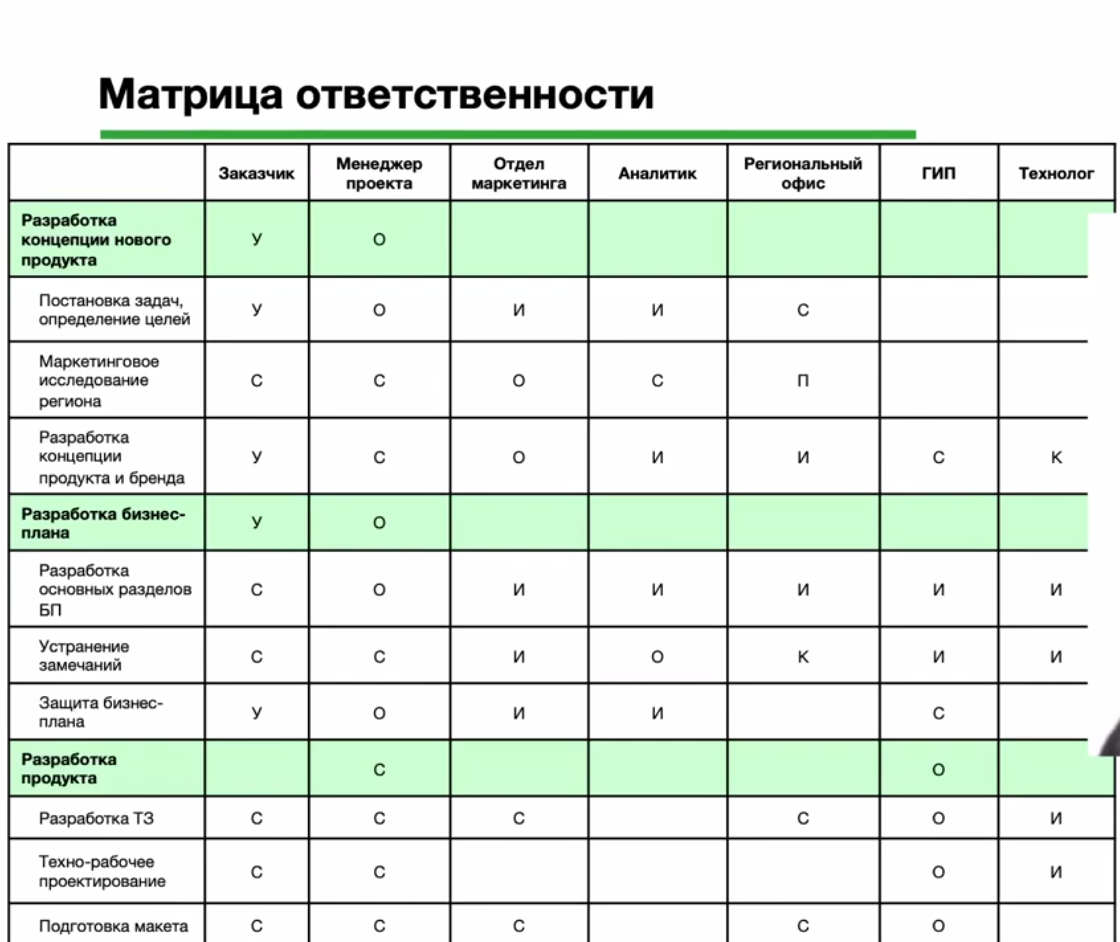 Матрица ответственности
Заказчик Менеджер проекта Отдел маркетинга Аналитик Региональный офис ГИП Технолог
Разработка концепции нового продукта У О
Постановка задач, определение целей У О И И С
Маркетинговое исследование региона С С О С П
Разработка концепции продукта и бренда У С О И И С К
Разработка бизнес-плана У О
Разработка основных разделов БП С О И И И И И
Устранение замечаний С С И О К И И
Защита бизнес-плана У О И И С
Разработка продукта С О
Разработка ТЗ С С С С О И
Техно-рабочее проектирование С С О И
Подготовка макета С С С С О